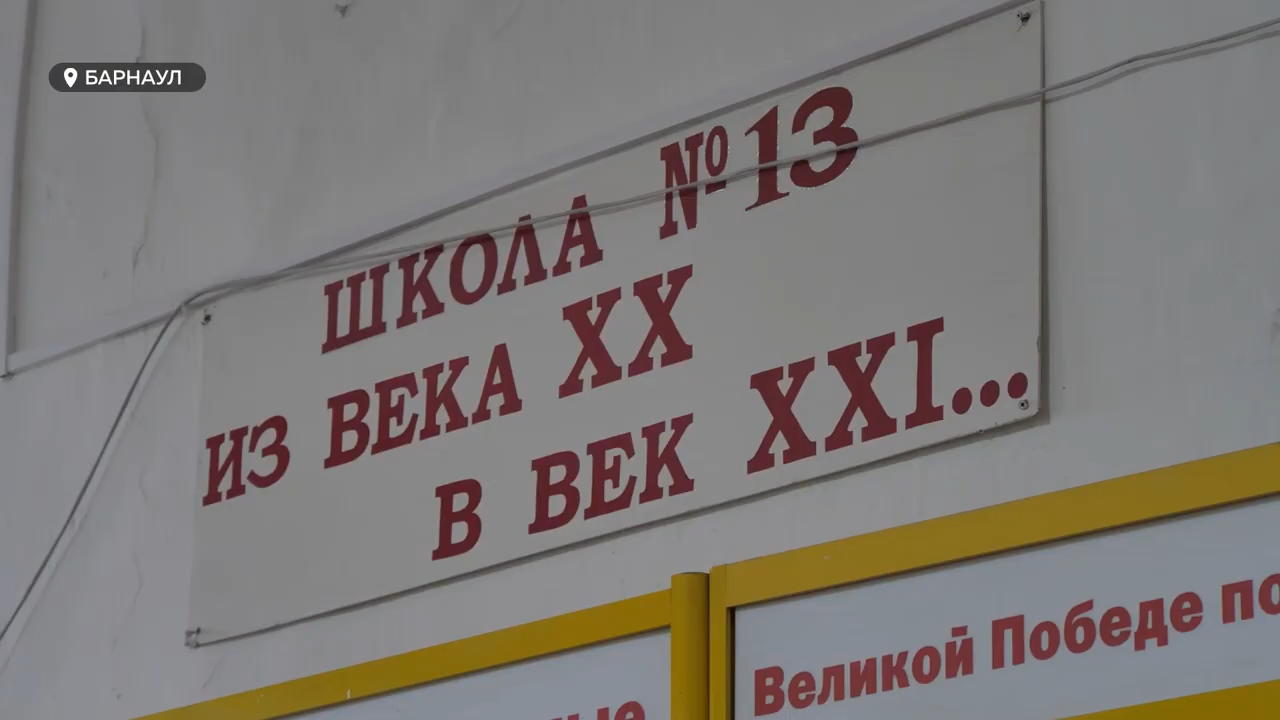 БАРНАУЛ
ШКОЛА №13
ИЗ ВЕКА XX
В ВЕК XXI...
Великой Победе